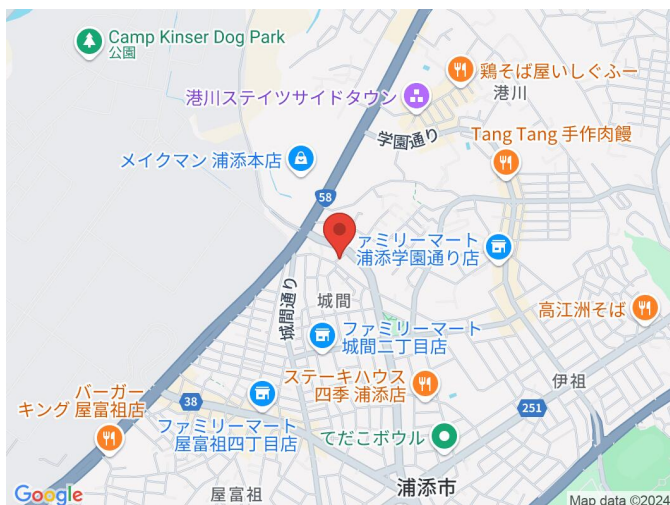 Camp Kinser Dog Park
公園
鶏そば屋いしぐふー
港川
港川ステイツサイドタウン
学園通り
Tang Tang 手作肉饅
メイクマン 浦添本店
58
ァミリーマート
浦添学園通り店
城間通り
城間
高江洲そば
ファミリーマート
城間二丁目店
ステーキハウス
四季 浦添店
伊祖
バーガー
キング 屋富祖店
38
251
ファミリーマート
屋富祖四丁目店
てだこボウル
屋富祖
浦添市
Google
Map data ©2024